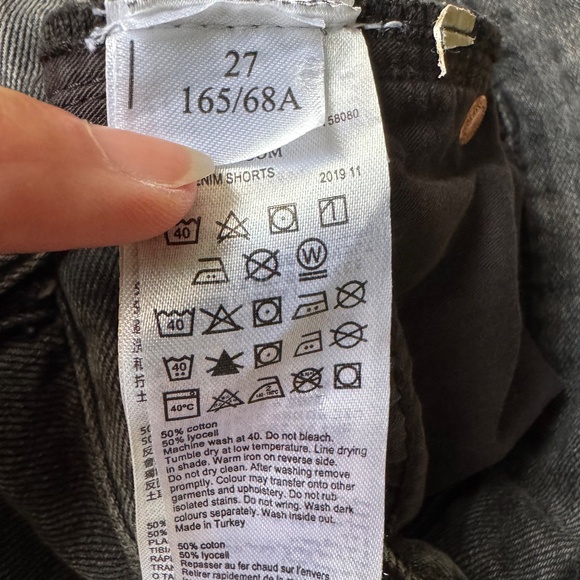 27
165/68A
58080
OM
NIM SHORTS 2019 11
40
W
40
40
40°C
50% cotton
50% lyocell
Machine wash at 40. Do not bleach.
Tumble dry at low temperature. Line drying
in shade. Warm iron on reverse side.
Do not dry clean. After washing remove
promptly. Colour may transfer onto other
garments and upholstery. Do not rub
isolated stains. Do not wring. Wash dark
colours separately. Wash inside out.
Made in Turkey
50% coton
50% lyocell
Repasser au fer chaud sur l'envers